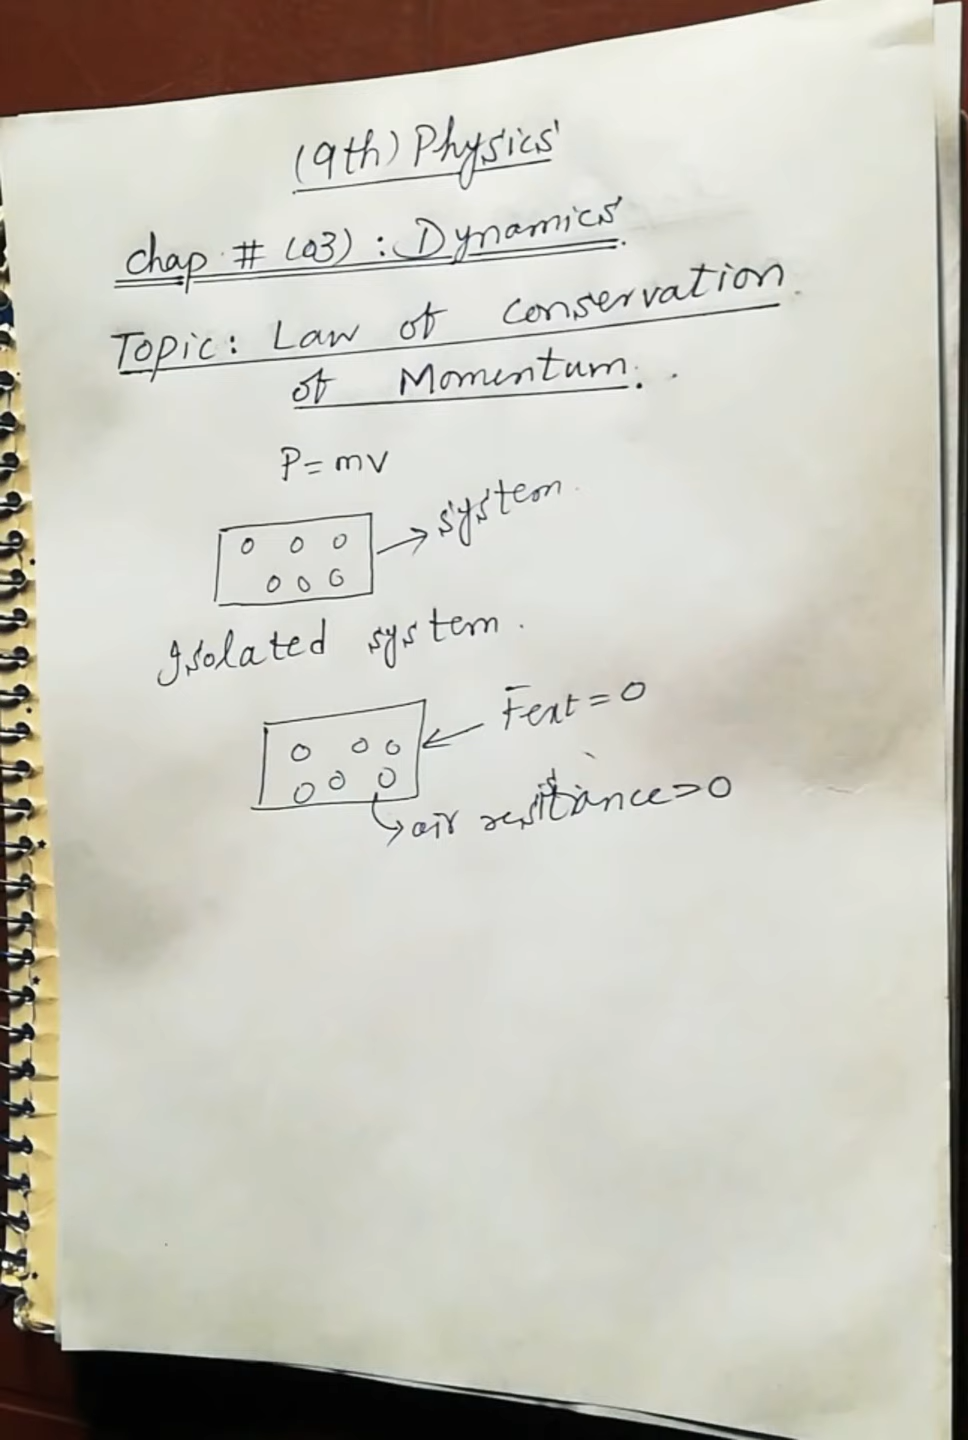 (9th) Physics
chap # (03) : Dynamics.
Topic: Law of conservation.
of Momentum.
P = mv
system.
Isolated system.
Fext = 0
air resistance = 0